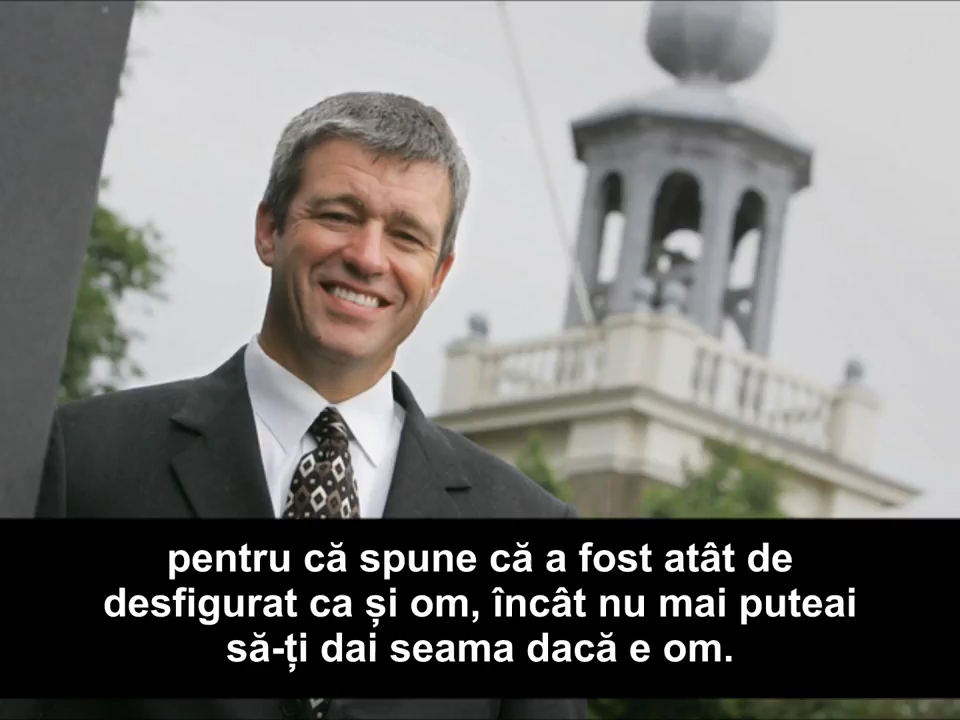 pentru că spune că a fost atât de
desfigurat ca și om, încât nu mai puteai
să-ți dai seama dacă e om.